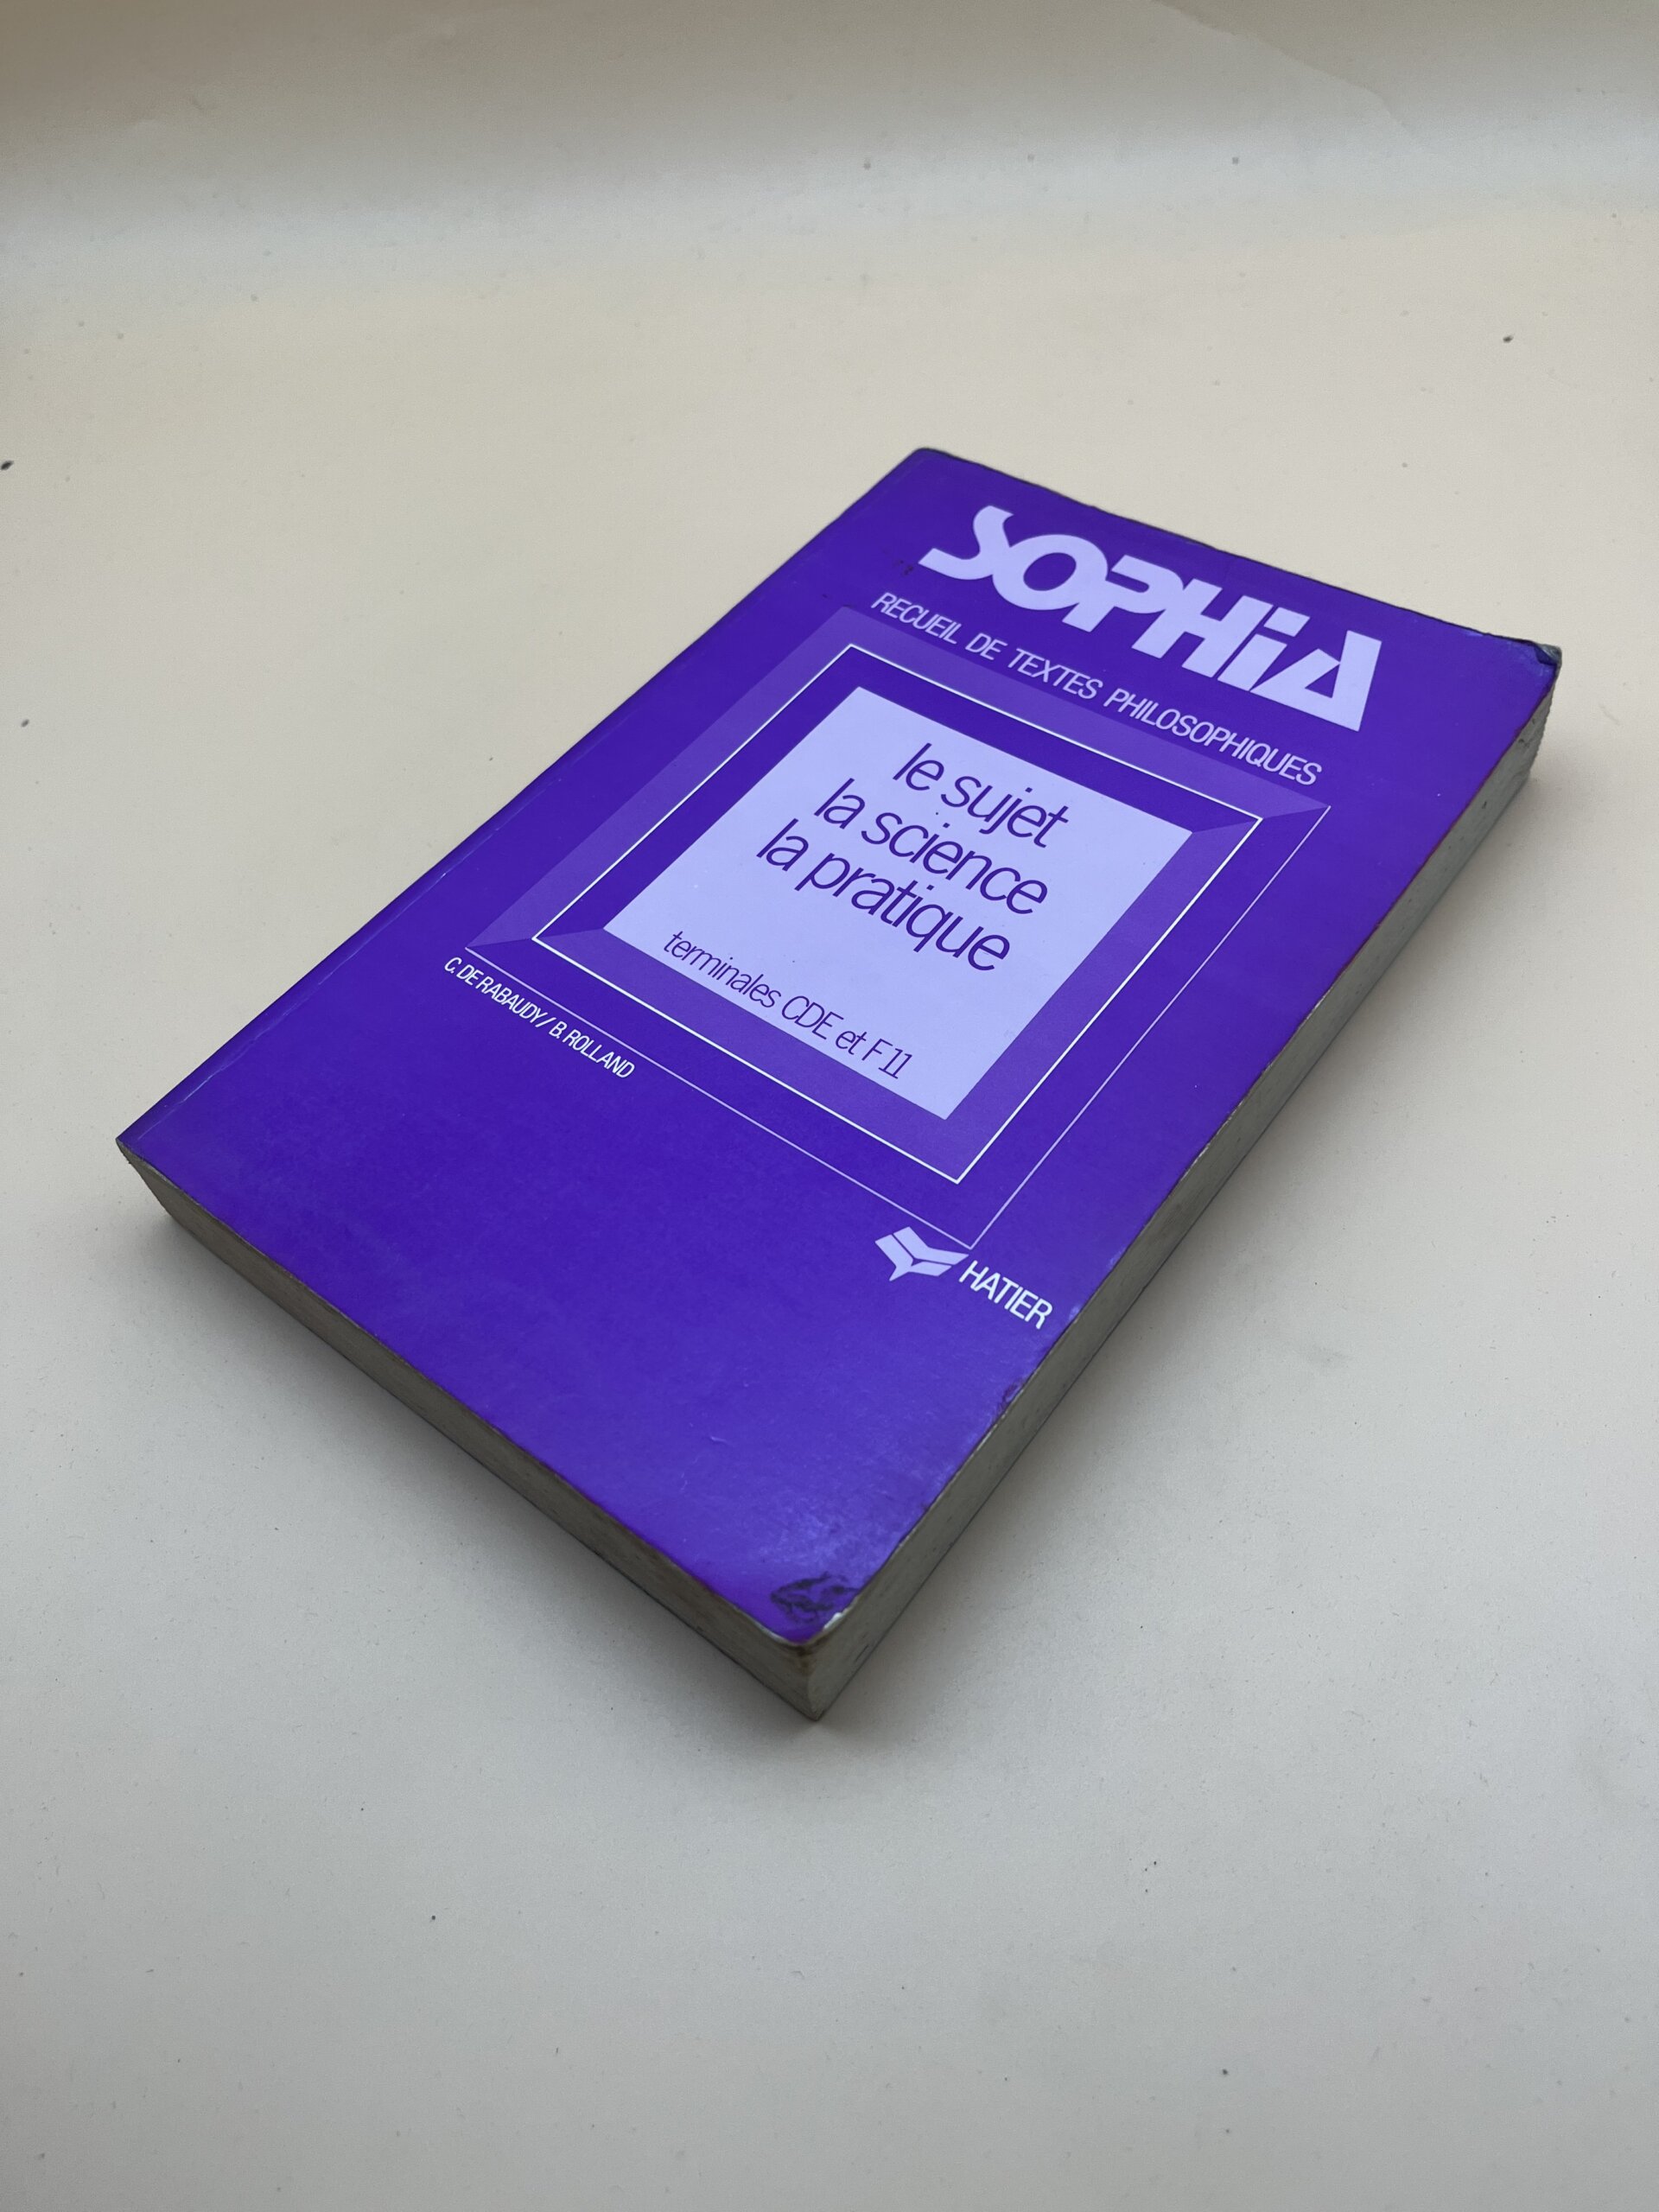 SOPHiA
RECUEIL DE TEXTES PHILOSOPHIQUES
le sujet
la science
la pratique
terminales CDE et F11
C. DE RABAUDY / B. ROLLAND
HATIER